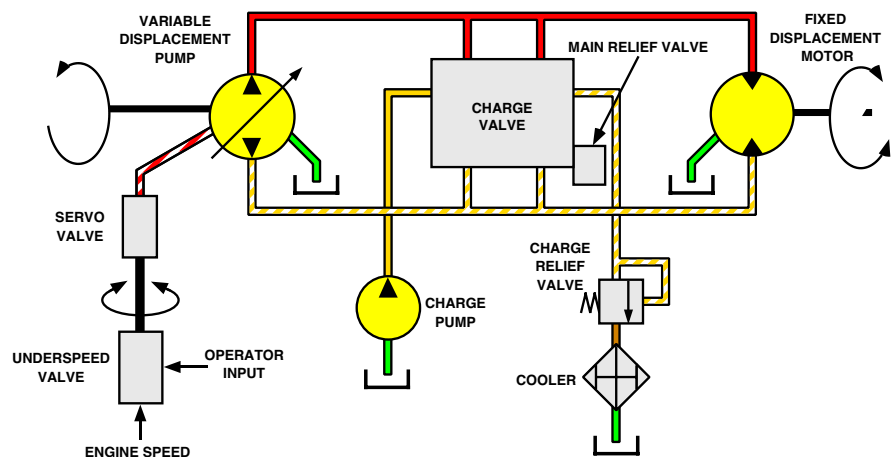 VARIABLE
DISPLACEMENT
PUMP
MAIN RELIEF VALVE
FIXED
DISPLACEMENT
MOTOR
CHARGE
VALVE
SERVO
VALVE
CHARGE
RELIEF
VALVE
CHARGE
PUMP
UNDERSPEED
VALVE
OPERATOR
INPUT
COOLER
ENGINE SPEED